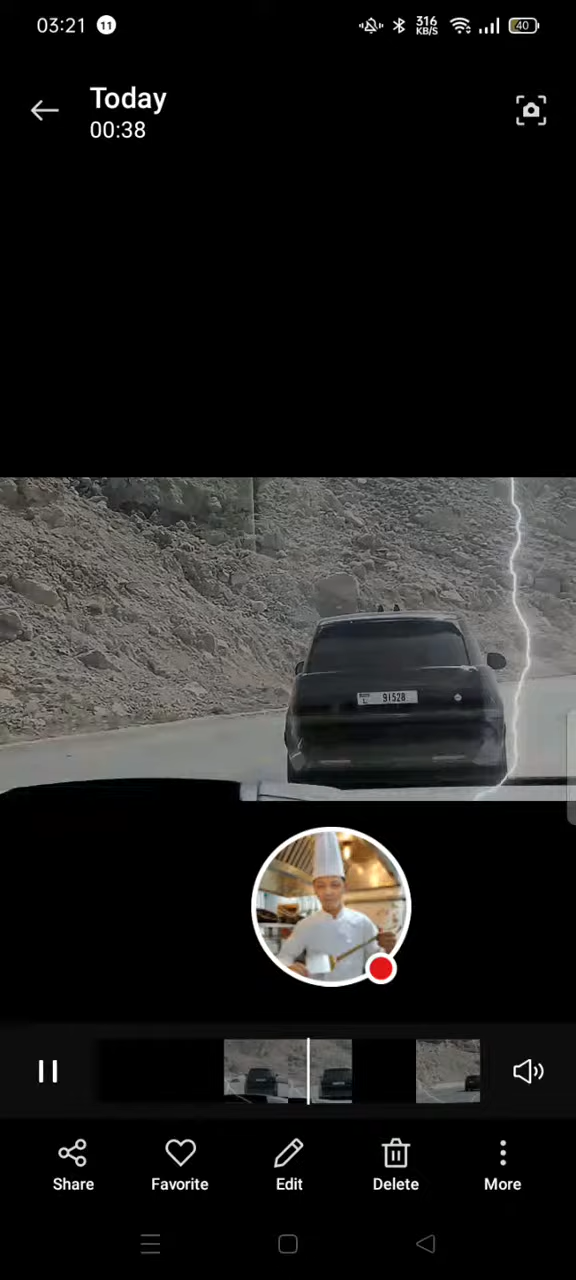 03:21
11
316
KB/S
40
Today
00:38
L 91528
Share
Favorite
Edit
Delete
More